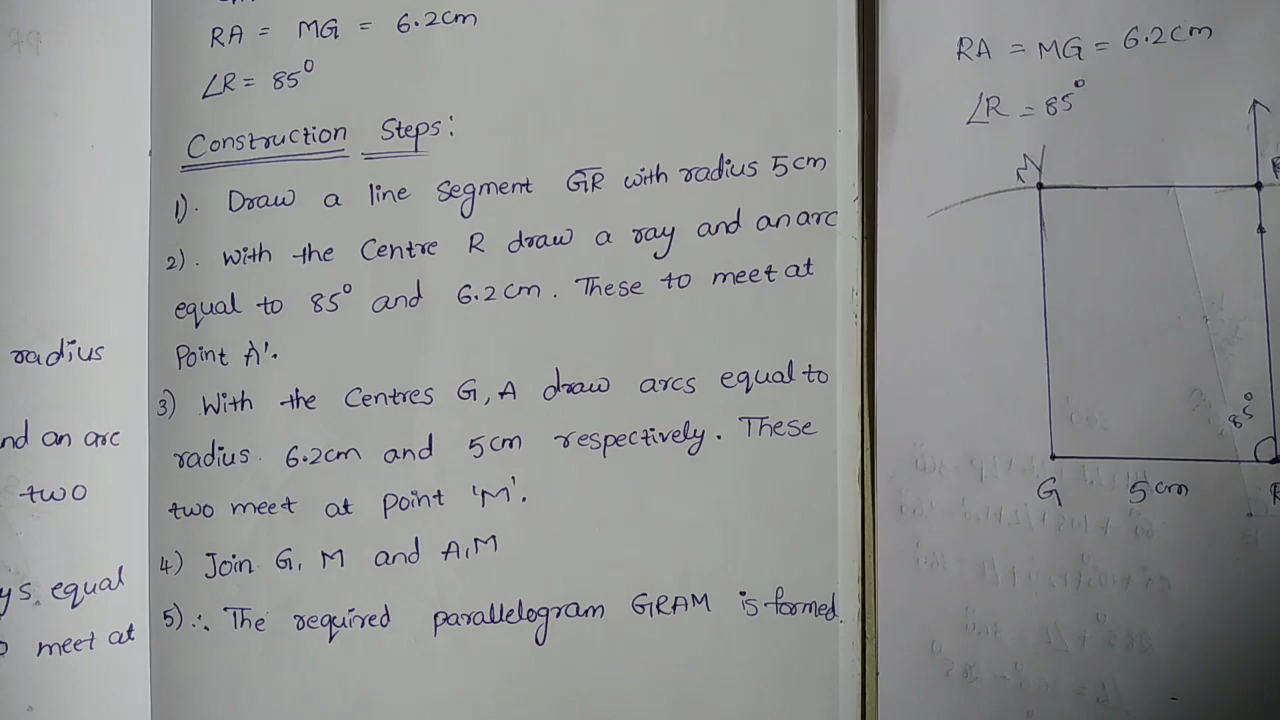 radius
nd an arc
two
ys. equal
meet at
RA = MG = 6.2cm
∠R = 85°
Construction Steps:
1). Draw a line segment GR with radius 5cm
2). With the Centre R draw a ray and an arc
equal to 85° and 6.2cm. These to meet at
Point A'.
3) With the Centres G, A draw arcs equal to
radius. 6.2cm and 5cm respectively. These
two meet at point 'M'.
4) Join G, M and A,M
5) ∴ The required parallelogram GRAM is formed.
RA = MG = 6.2cm
∠R = 85°
M
85°
G 5cm